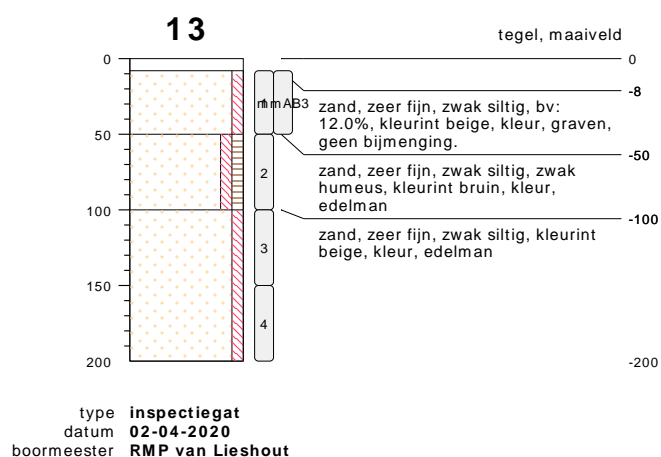 13
tegel, maaiveld
0
0
-8
zand, zeer fijn, zwak siltig, bv:
12.0%, kleurint beige, kleur, graven,
geen bijmenging.
50
-50
2
zand, zeer fijn, zwak siltig, zwak
humeus, kleurint bruin, kleur,
edelman
100
-100
zand, zeer fijn, zwak siltig, kleurint
beige, kleur, edelman
3
150
4
200
-200
type inspectiegat
datum 02-04-2020
boormeester RMP van Lieshout